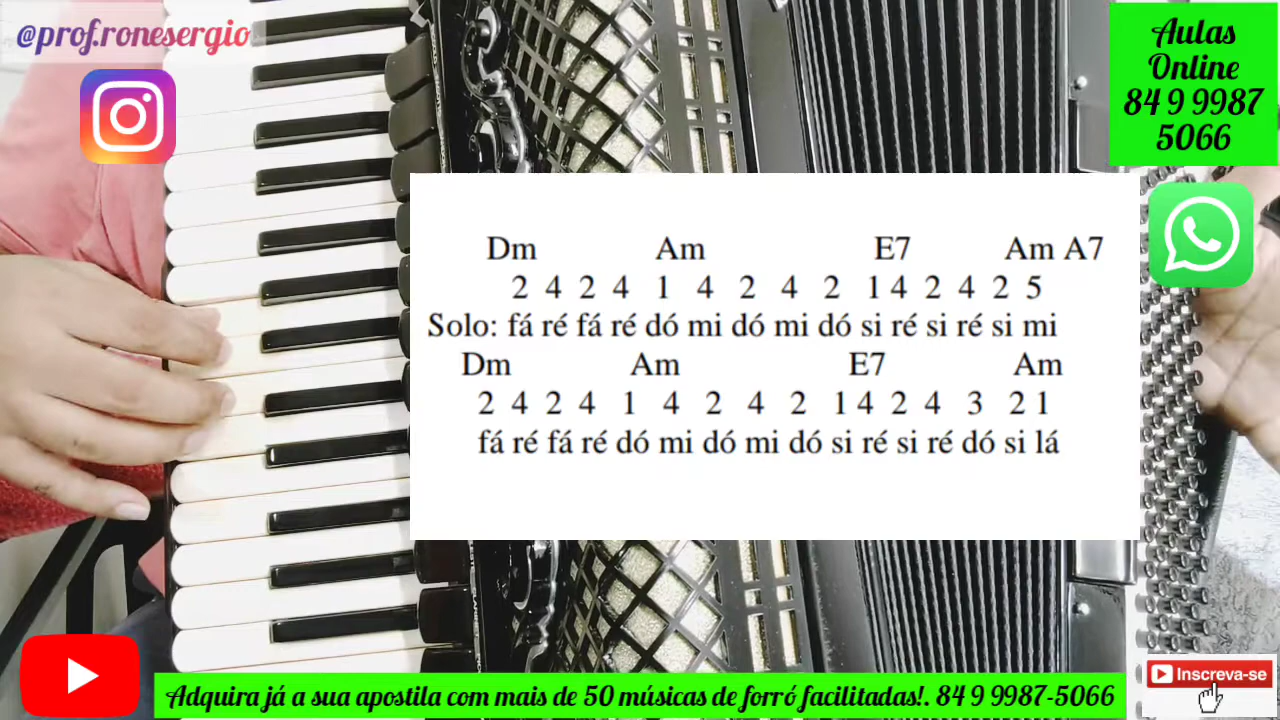 @prof.ronesergio
Aulas
Online
84 9 9987
5066
Dm Am E7 Am A7
2 4 2 4 1 4 2 4 2 1 4 2 4 2 5
Solo: fá ré fá ré dó mi dó mi dó si ré si ré si mi
Dm Am E7 Am
2 4 2 4 1 4 2 4 2 1 4 2 4 3 2 1
fá ré fá ré dó mi dó mi dó si ré si ré dó si lá
Inscreva-se
Adquira já a sua apostila com mais de 50 músicas de forró facilitadas!. 84 9 9987-5066